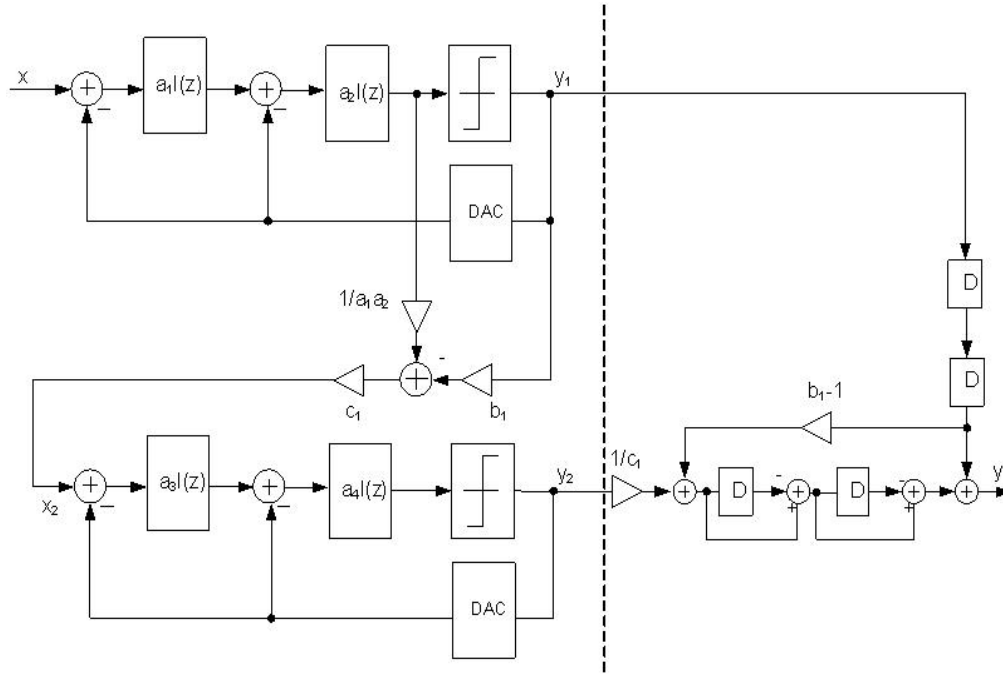 x
a₁I(z)
a₂I(z)
y₁
DAC
1/a₁a₂
D
D
c₁
b₁
b₁-1
x₂
a₃I(z)
a₄I(z)
y₂
1/c₁
D
D
y
DAC